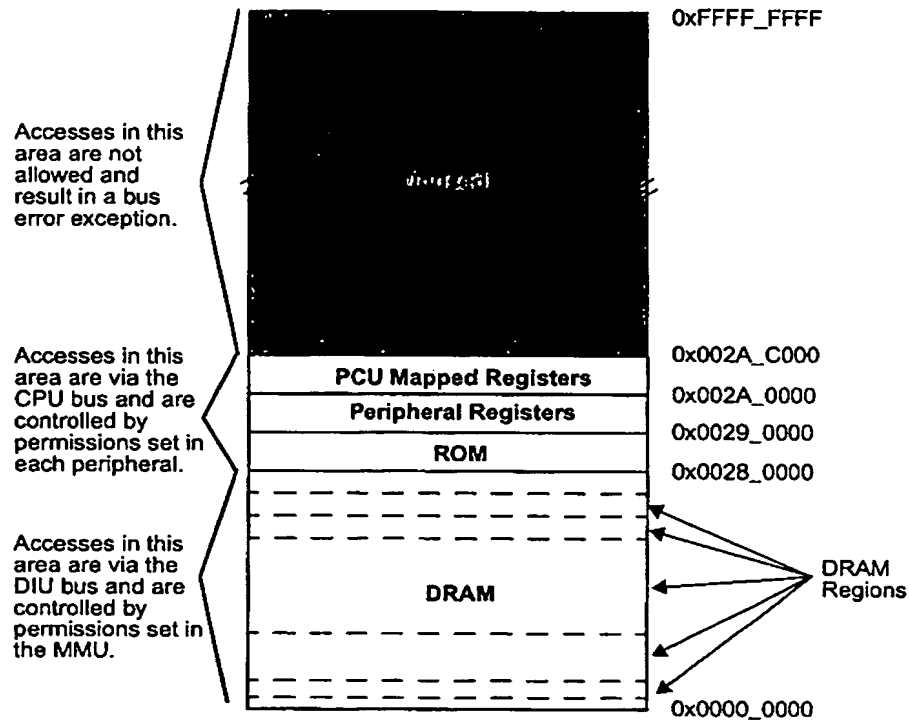 0xFFFF_FFFF
Accesses in this
area are not
allowed and
result in a bus
error exception.
Accesses in this
area are via the
CPU bus and are
controlled by
permissions set in
each peripheral.
0x002A_C000
PCU Mapped Registers
0x002A_0000
Peripheral Registers
0x0029_0000
ROM
0x0028_0000
Accesses in this
area are via the
DIU bus and are
controlled by
permissions set in
the MMU.
DRAM
DRAM
Regions
0x0000_0000